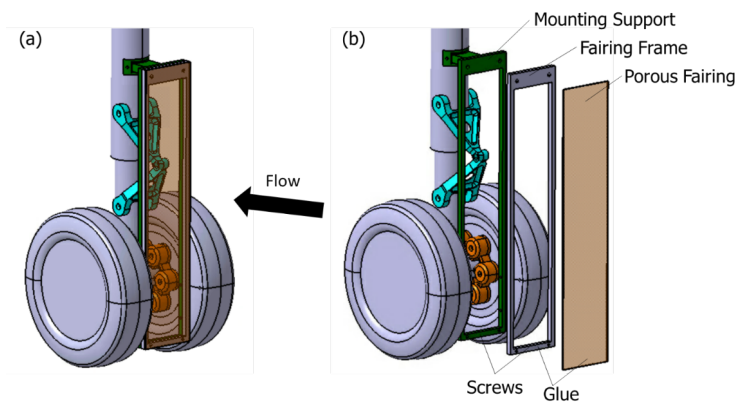 (a)
(b)
Mounting Support
Fairing Frame
Porous Fairing
Flow
Screws
Glue